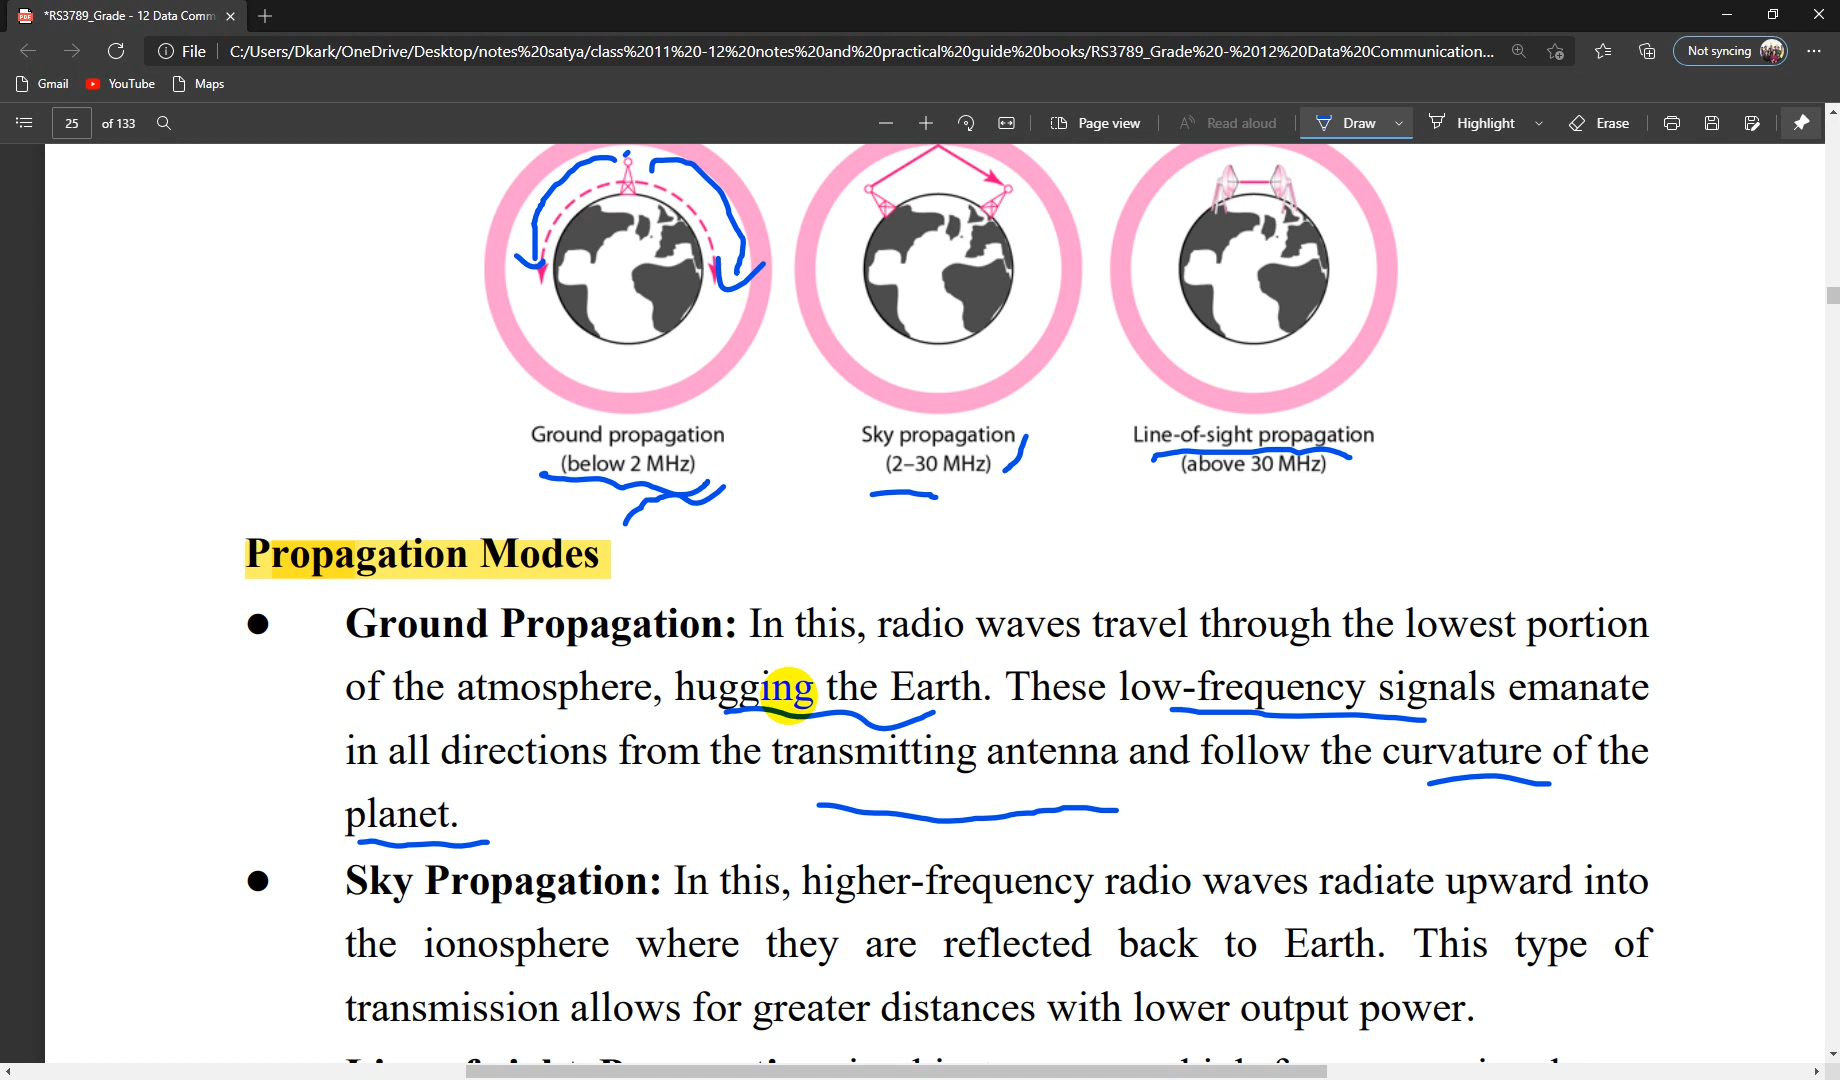 *RS3789_Grade - 12 Data Comm
File
C:/Users/Dkark/OneDrive/Desktop/notes%20satya/class%2011%20-12%20notes%20and%20practical%20guide%20books/RS3789_Grade%20-%2012%20Data%20Communication...
Not syncing
Gmail
YouTube
Maps
25 of 133
Page view
Read aloud
Draw
Highlight
Erase
Ground propagation
(below 2 MHz)
Sky propagation
(2–30 MHz)
Line-of-sight propagation
(above 30 MHz)
Propagation Modes
● Ground Propagation: In this, radio waves travel through the lowest portion
of the atmosphere, hugging the Earth. These low-frequency signals emanate
in all directions from the transmitting antenna and follow the curvature of the
planet.
● Sky Propagation: In this, higher-frequency radio waves radiate upward into
the ionosphere where they are reflected back to Earth. This type of
transmission allows for greater distances with lower output power.